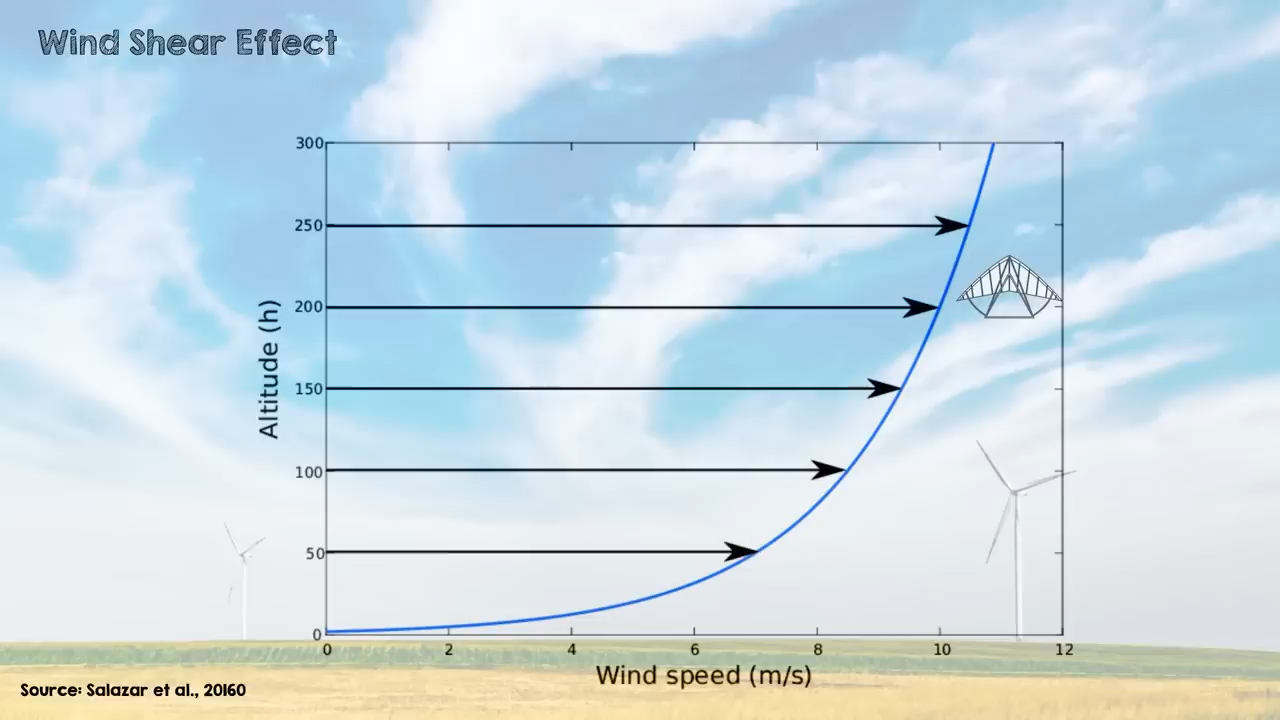 Wind Shear Effect
300
250
200
150
100
50
0
Altitude (h)
0 2 4 6 8 10 12
Wind speed (m/s)
Source: Salazar et al., 20160